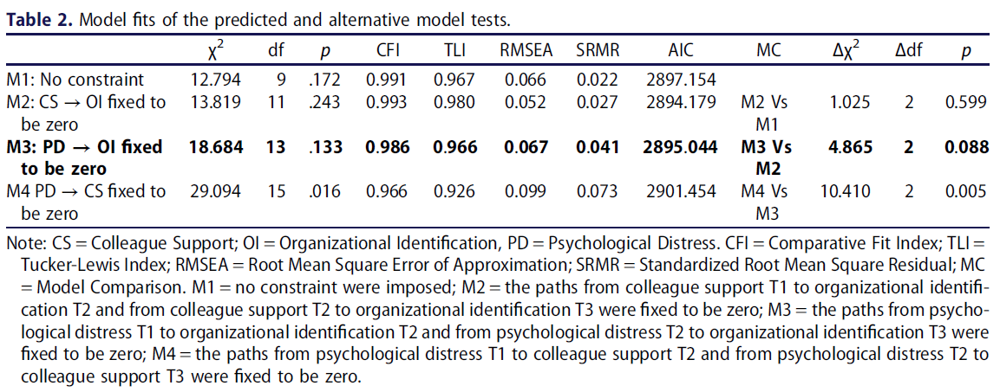 Table 2. Model fits of the predicted and alternative model tests.
χ2 df p CFI TLI RMSEA SRMR AIC MC Δχ2 Δdf p
M1: No constraint 12.794 9 .172 0.991 0.967 0.066 0.022 2897.154
M2: CS → OI fixed to be zero 13.819 11 .243 0.993 0.980 0.052 0.027 2894.179 M2 Vs M1 1.025 2 0.599
M3: PD → OI fixed to be zero 18.684 13 .133 0.986 0.966 0.067 0.041 2895.044 M3 Vs M2 4.865 2 0.088
M4 PD → CS fixed to be zero 29.094 15 .016 0.966 0.926 0.099 0.073 2901.454 M4 Vs M3 10.410 2 0.005
Note: CS = Colleague Support; OI = Organizational Identification, PD = Psychological Distress. CFI = Comparative Fit Index; TLI =
Tucker-Lewis Index; RMSEA = Root Mean Square Error of Approximation; SRMR = Standardized Root Mean Square Residual; MC
= Model Comparison. M1 = no constraint were imposed; M2 = the paths from colleague support T1 to organizational identifi-
cation T2 and from colleague support T2 to organizational identification T3 were fixed to be zero; M3 = the paths from psycho-
logical distress T1 to organizational identification T2 and from psychological distress T2 to organizational identification T3 were
fixed to be zero; M4 = the paths from psychological distress T1 to colleague support T2 and from psychological distress T2 to
colleague support T3 were fixed to be zero.